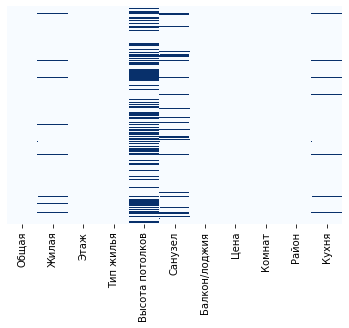 Общая
Жилая
Этаж
Тип жилья
Высота потолков
Санузел
Балкон/лоджия
Цена
Комнат
Район
Кухня